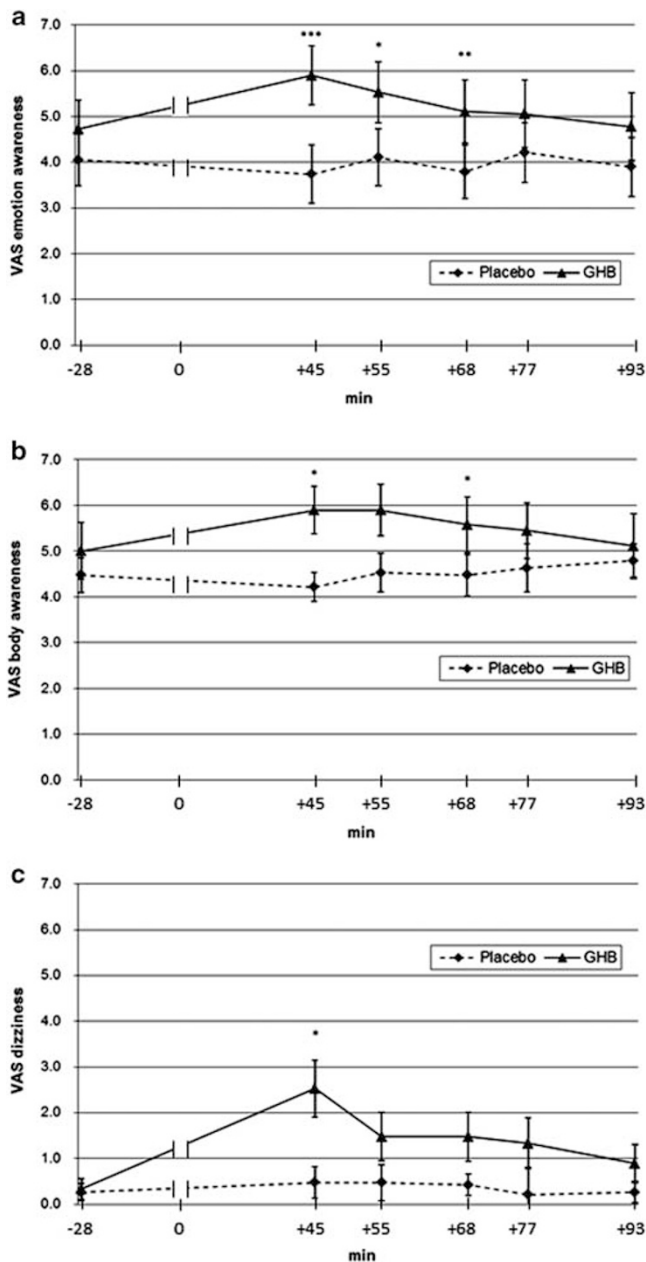 a
***
*
**
7.0
6.0
5.0
4.0
3.0
2.0
1.0
0.0
VAS emotion awareness
Placebo GHB
-28 0 +45 +55 +68 +77 +93
min
b
* *
7.0
6.0
5.0
4.0
3.0
2.0
1.0
0.0
VAS body awareness
Placebo GHB
-28 0 +45 +55 +68 +77 +93
min
c
7.0
6.0
5.0
4.0
3.0
2.0
1.0
0.0
VAS dizziness
Placebo GHB
*
-28 0 +45 +55 +68 +77 +93
min